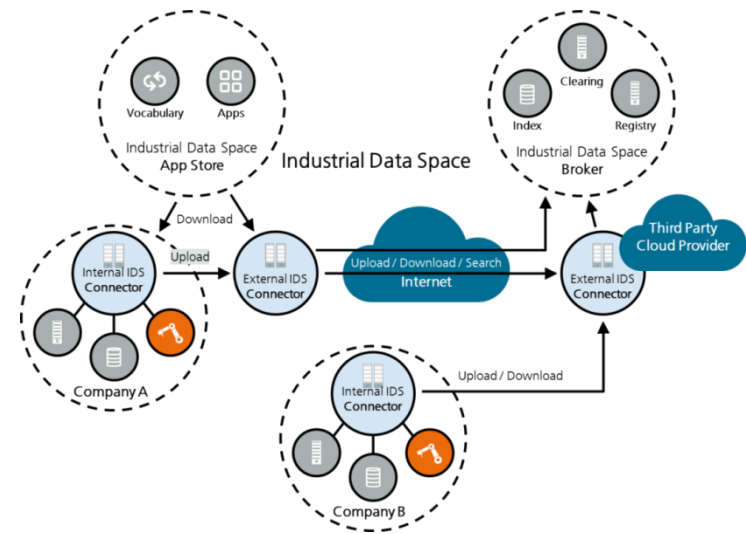 Vocabulary
Apps
Industrial Data Space
App Store
Clearing
Index
Registry
Industrial Data Space
Broker
Industrial Data Space
Download
Third Party
Cloud Provider
Internal IDS
Connector
Upload
External IDS
Connector
Upload / Download / Search
Internet
External IDS
Connector
Company A
Internal IDS
Connector
Upload / Download
Company B